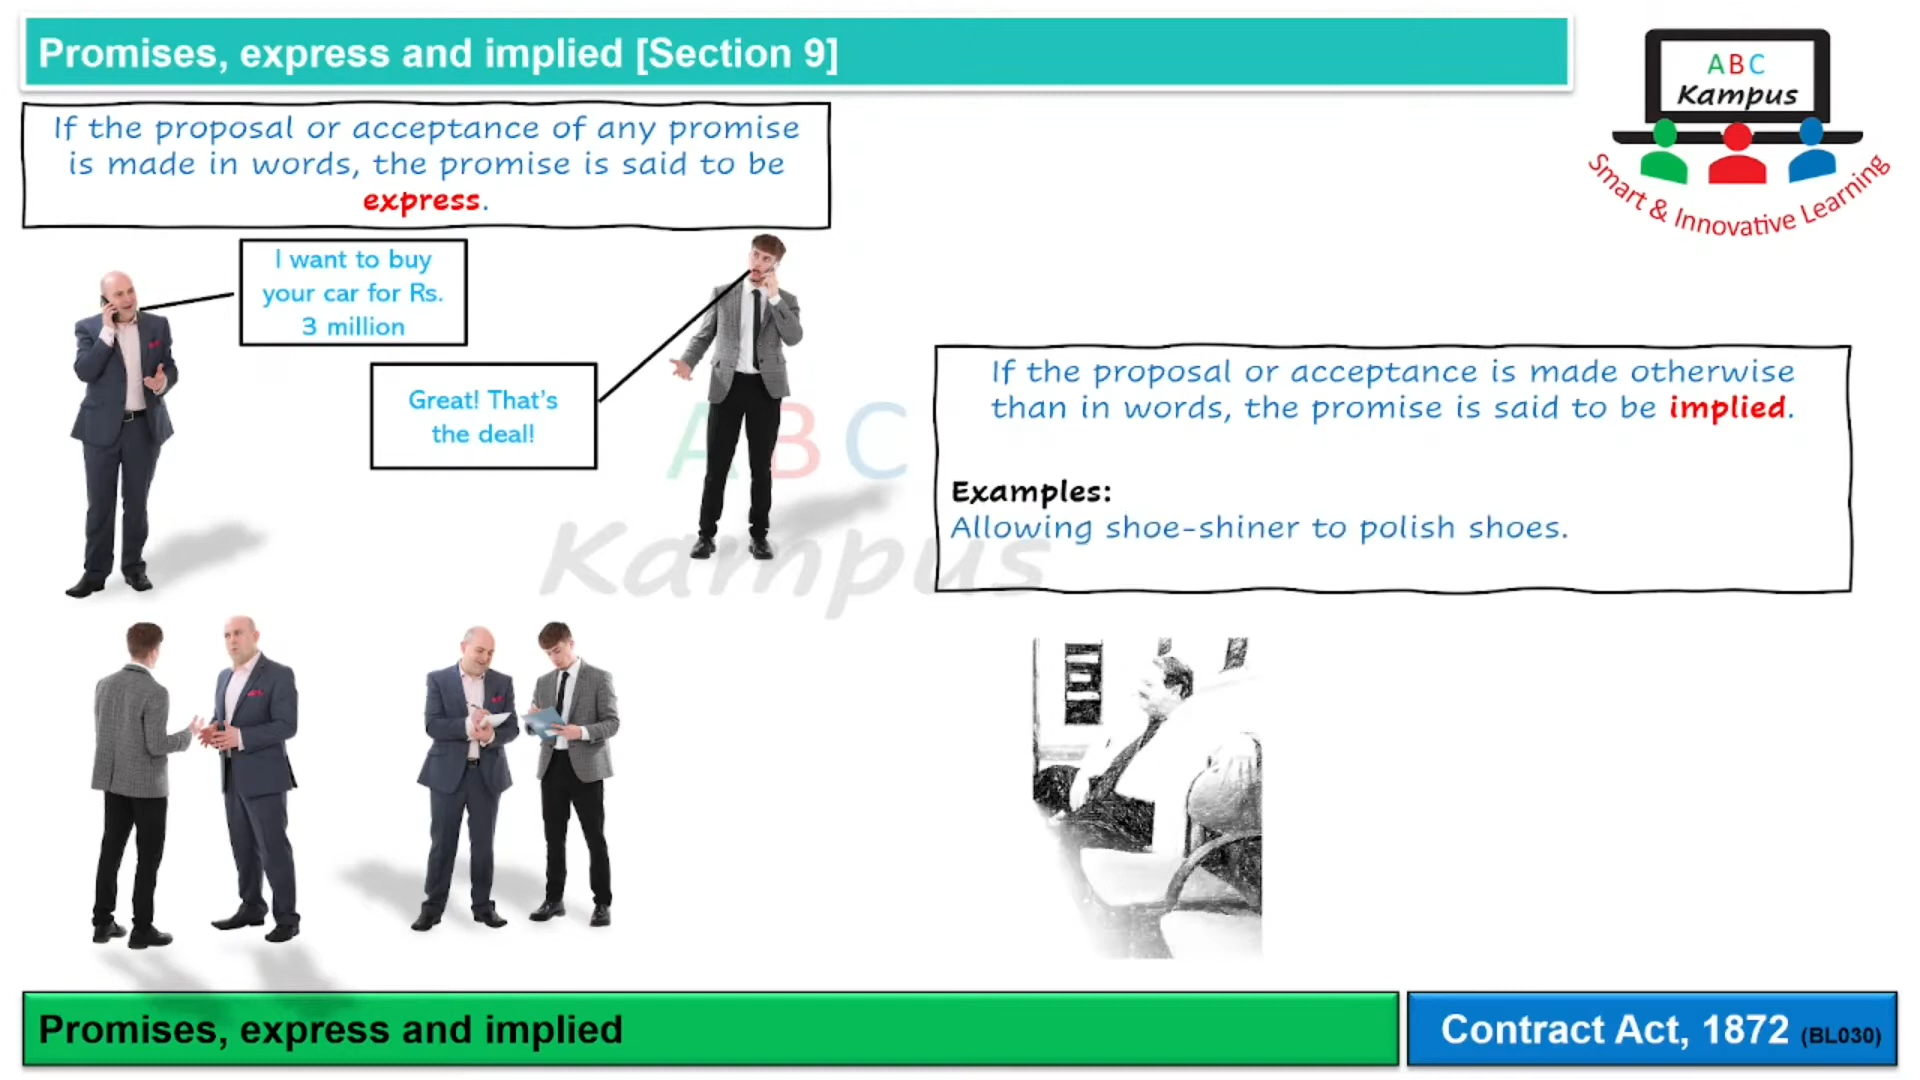 Promises, express and implied [Section 9]
ABC
Kampus
Smart & Innovative Learning
If the proposal or acceptance of any promise
is made in words, the promise is said to be
express.
I want to buy
your car for Rs.
3 million
Great! That's
the deal!
If the proposal or acceptance is made otherwise
than in words, the promise is said to be implied.
Examples:
Allowing shoe-shiner to polish shoes.
ABC
Kampus
Promises, express and implied
Contract Act, 1872 (BL030)